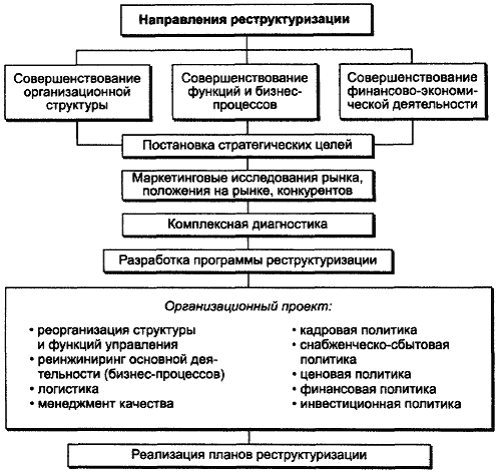 Направления реструктуризации
Совершенствование
организационной
структуры
Совершенствование
функций и бизнес-
процессов
Совершенствование
финансово-экономи-
ческой деятельности
Постановка стратегических целей
Маркетинговые исследования рынка,
положения на рынке, конкурентов
Комплексная диагностика
Разработка программы реструктуризации
Организационный проект:
• реорганизация структуры
и функций управления
• реинжиниринг основной дея-
тельности (бизнес-процессов)
• логистика
• менеджмент качества
• кадровая политика
• снабженческо-сбытовая
политика
• ценовая политика
• финансовая политика
• инвестиционная политика
Реализация планов реструктуризации